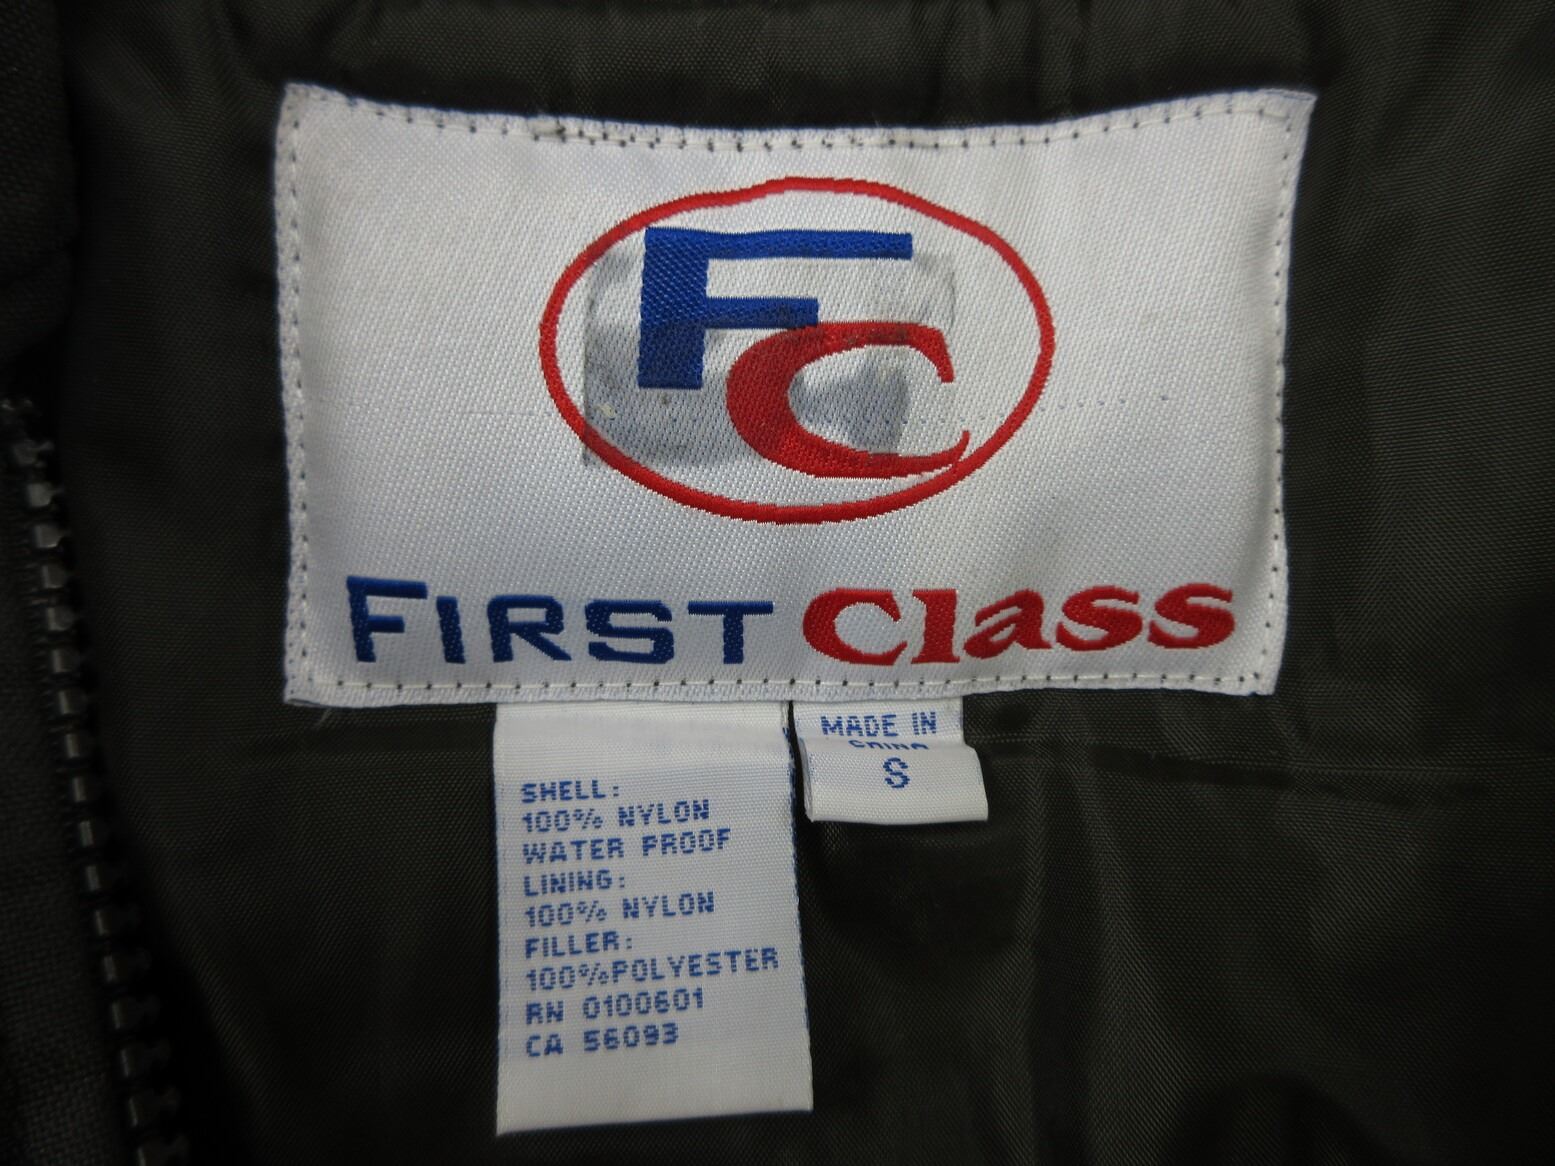 FC
FIRST Class
MADE IN
CHINA
S
SHELL:
100% NYLON
WATER PROOF
LINING:
100% NYLON
FILLER:
100%POLYESTER
RN 0100601
CA 56093